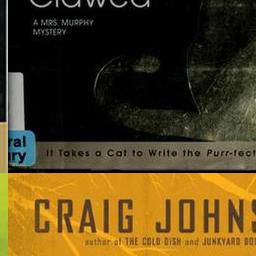 Clawed
A MRS. MURPHY
MYSTERY
ral
ry
It Takes a Cat to Write the Purr-fect
CRAIG JOHNS
author of THE COLD DISH and JUNKYARD DO